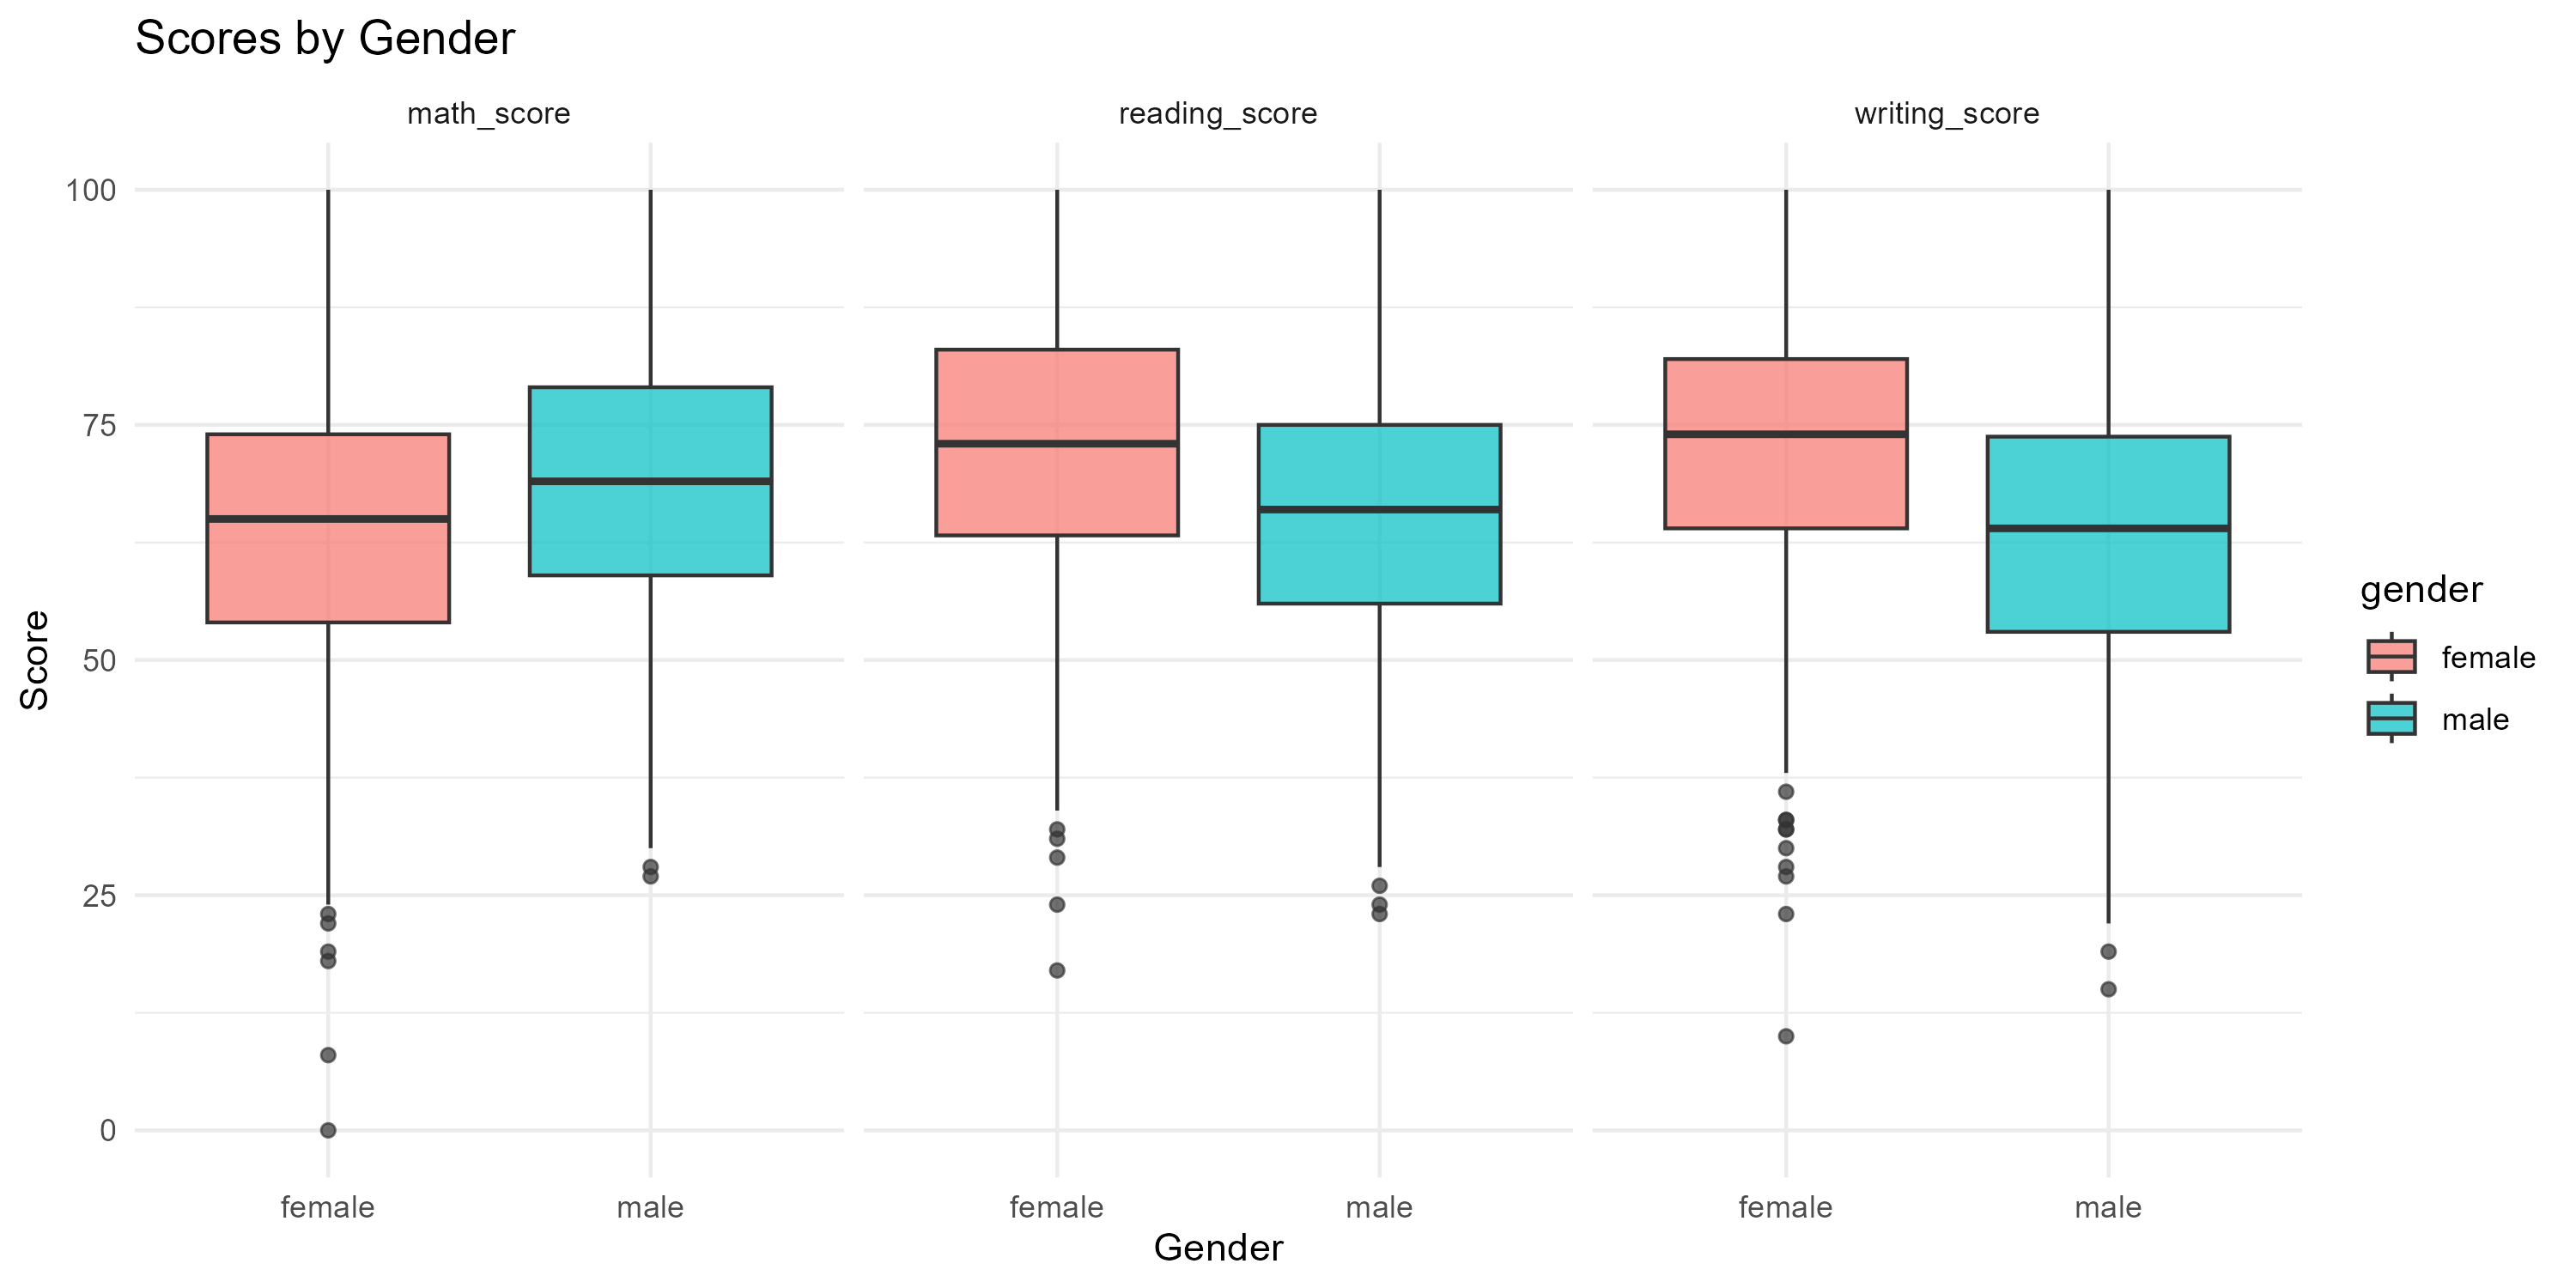 Scores by Gender
math_score
reading_score
writing_score
100
75
50
25
0
Score
female
male
female
male
female
male
Gender
gender
female
male